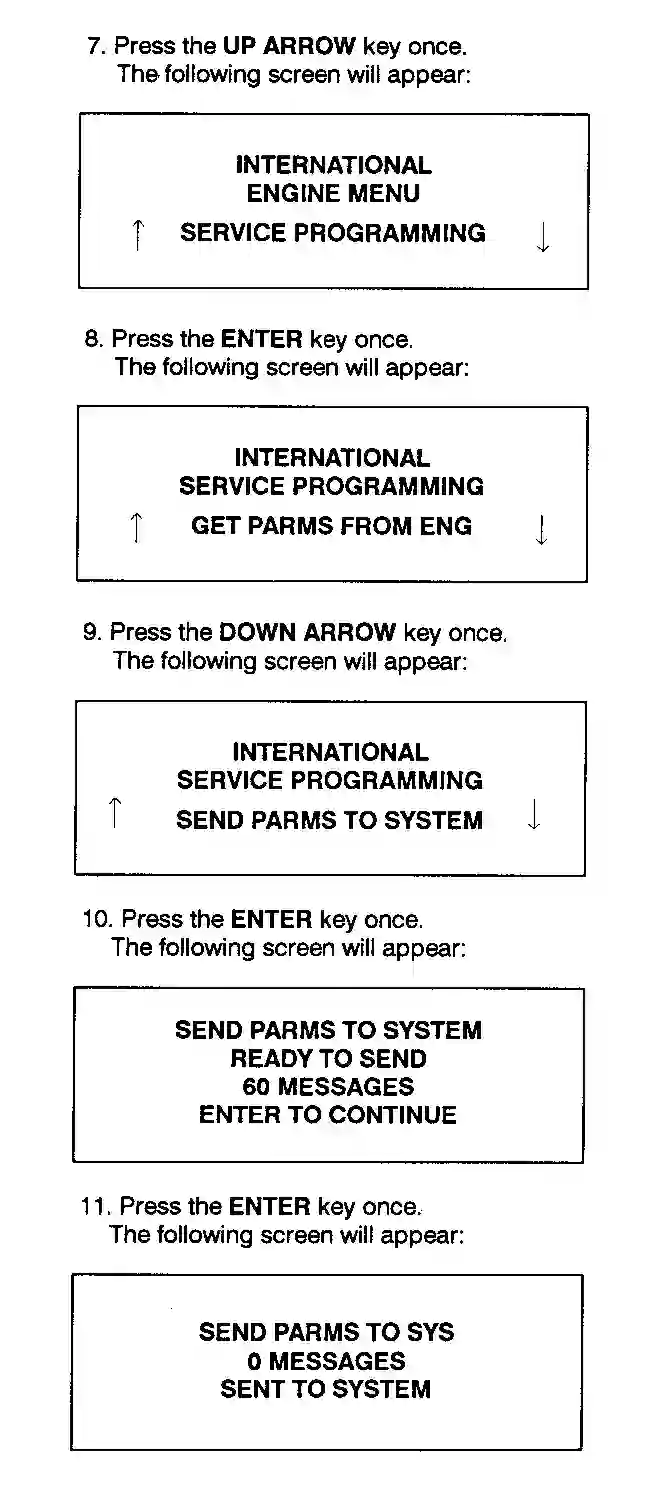 7. Press the UP ARROW key once.
The following screen will appear:
INTERNATIONAL
ENGINE MENU
↑ SERVICE PROGRAMMING ↓
8. Press the ENTER key once.
The following screen will appear:
INTERNATIONAL
SERVICE PROGRAMMING
↑ GET PARMS FROM ENG ↓
9. Press the DOWN ARROW key once.
The following screen will appear:
INTERNATIONAL
SERVICE PROGRAMMING
↑ SEND PARMS TO SYSTEM ↓
10. Press the ENTER key once.
The following screen will appear:
SEND PARMS TO SYSTEM
READY TO SEND
60 MESSAGES
ENTER TO CONTINUE
11. Press the ENTER key once.
The following screen will appear:
SEND PARMS TO SYS
0 MESSAGES
SENT TO SYSTEM